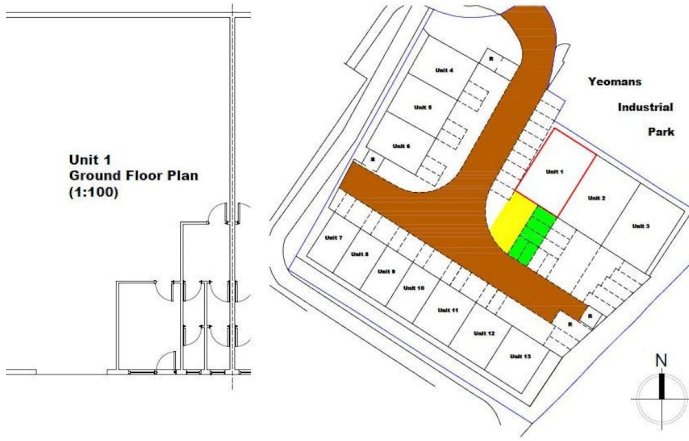 Unit 1
Ground Floor Plan
(1:100)
Yeomans
Industrial
Park
Unit 4
R
Unit 5
Unit 6
R
Unit 1
Unit 2
Unit 3
Unit 7
Unit 8
Unit 9
Unit 10
Unit 11
Unit 12
Unit 13
R
R
N